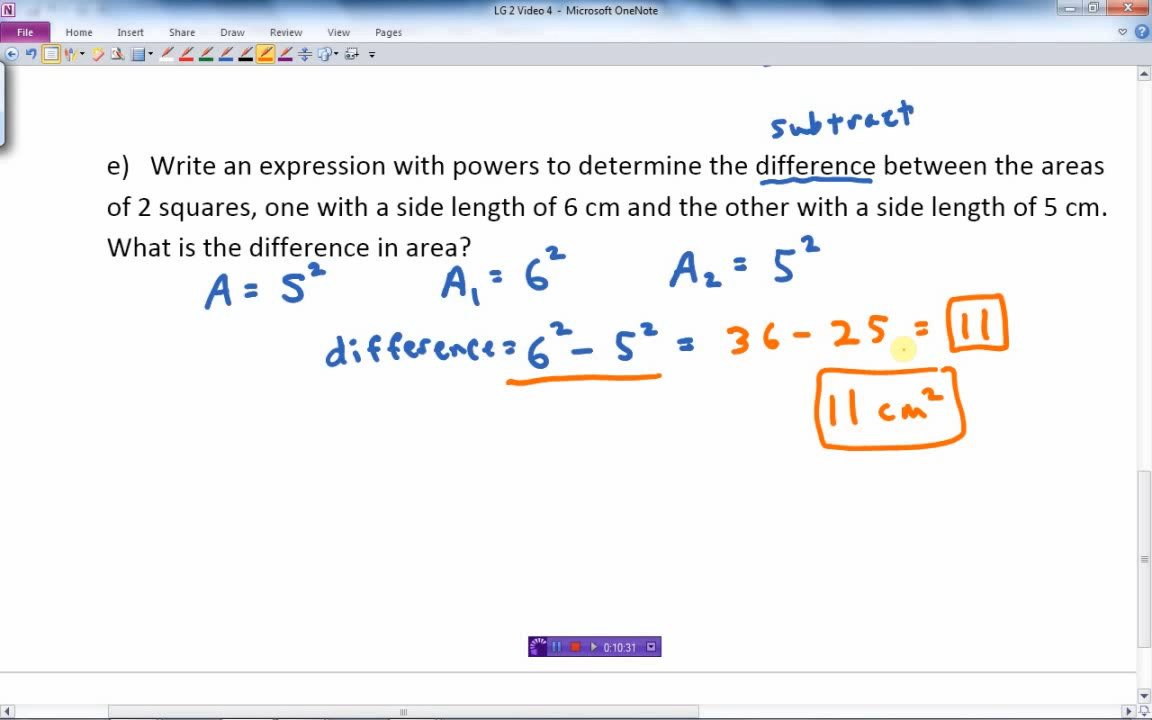 LG 2 Video 4 - Microsoft OneNote
File Home Insert Share Draw Review View Pages
subtract
e) Write an expression with powers to determine the difference between the areas
of 2 squares, one with a side length of 6 cm and the other with a side length of 5 cm.
What is the difference in area?
A = 5² A₁ = 6² A₂ = 5²
difference = 6² - 5² = 36 - 25 = 11
11 cm²
0:10:31